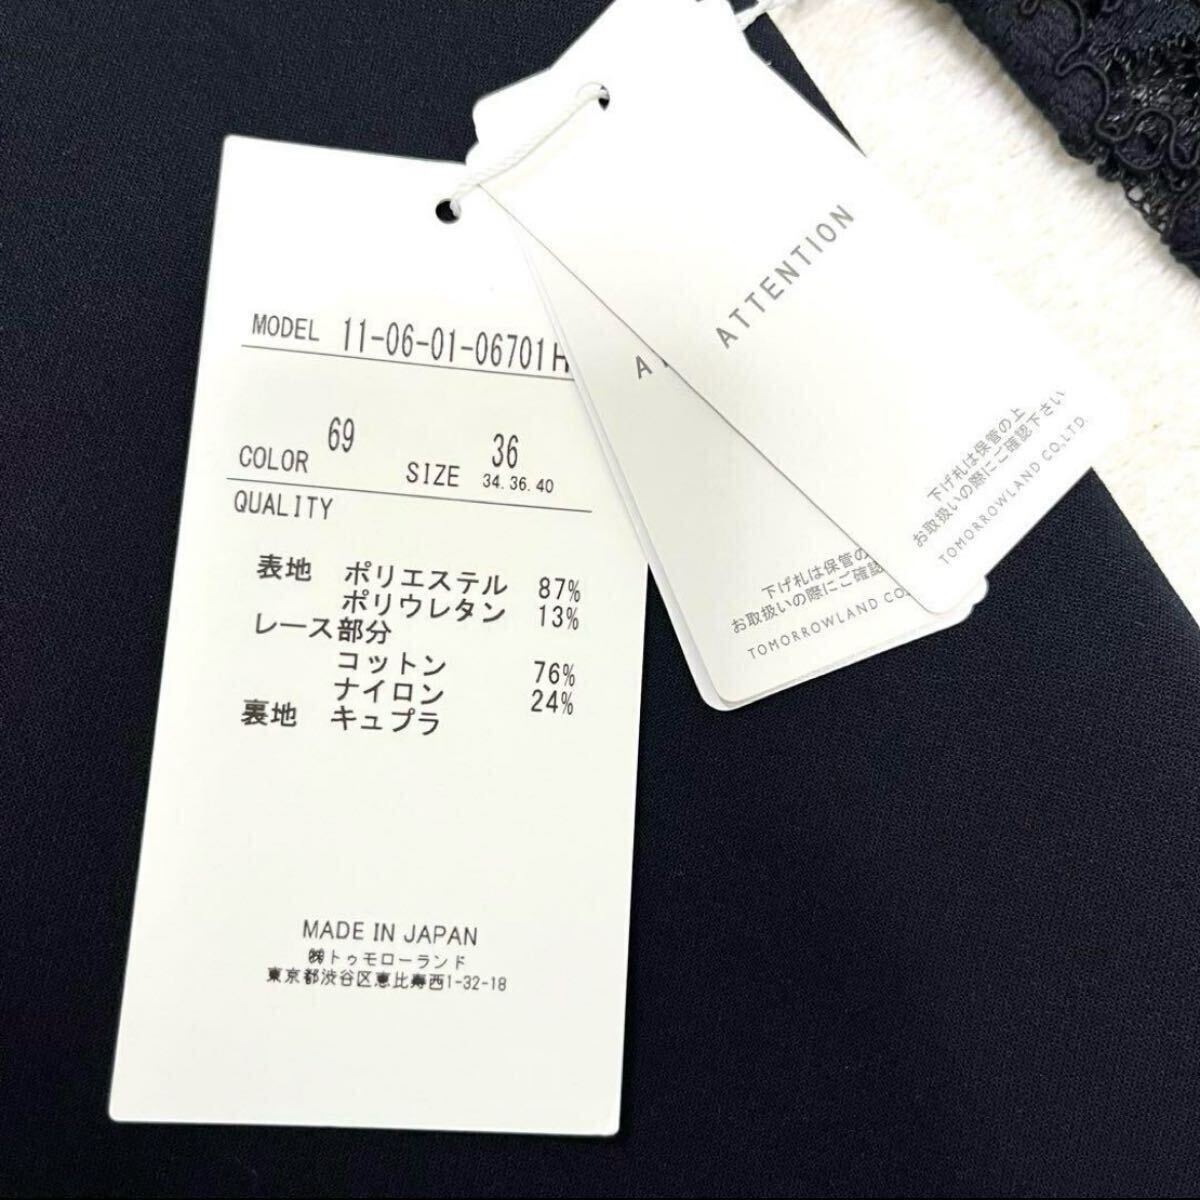 MODEL 11-06-01-06701H
COLOR 69 SIZE 36
34.36.40
QUALITY
表地 ポリエステル 87%
ポリウレタン 13%
レース部分
コットン 76%
ナイロン 24%
裏地 キュプラ
MADE IN JAPAN
㈱トゥモローランド
東京都渋谷区恵比寿西1-32-18
ATTENTION
下げ札は保管の上
お取扱いの際にご確認下さい
TOMORROWLAND CO.,LTD.
A
下げ札は保管の
お取扱いの際にご確認
TOMORROWLAND CO.